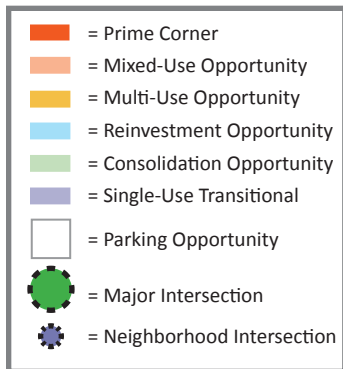 = Prime Corner
= Mixed-Use Opportunity
= Multi-Use Opportunity
= Reinvestment Opportunity
= Consolidation Opportunity
= Single-Use Transitional
= Parking Opportunity
= Major Intersection
= Neighborhood Intersection